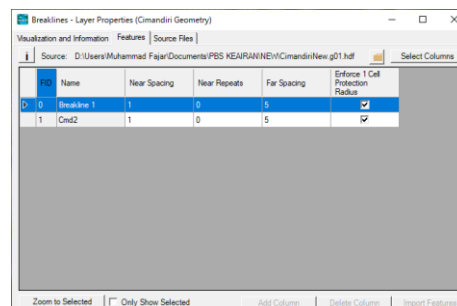 Breaklines - Layer Properties (Cimandiri Geometry)
Visualization and Information Features Source Files
i Source: D:\Users\Muhammad Fajar\Documents\PBS KEAIRAN\NEW\CimandiriNew.g01.hdf Select Columns
FID Name Near Spacing Near Repeats Far Spacing Enforce 1 Cell Protection Radius
0 Breakline 1 1 0 5
1 Cmd2 1 0 5
Zoom to Selected Only Show Selected Add Column Delete Column Import Features